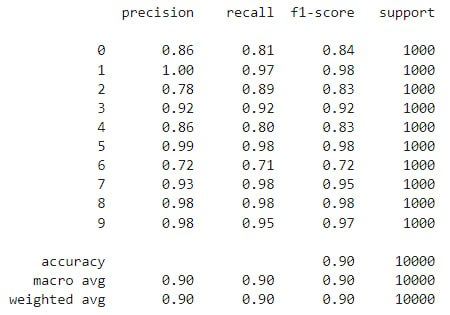 precision recall f1-score support
0 0.86 0.81 0.84 1000
1 1.00 0.97 0.98 1000
2 0.78 0.89 0.83 1000
3 0.92 0.92 0.92 1000
4 0.86 0.80 0.83 1000
5 0.99 0.98 0.98 1000
6 0.72 0.71 0.72 1000
7 0.93 0.98 0.95 1000
8 0.98 0.98 0.98 1000
9 0.98 0.95 0.97 1000
accuracy 0.90 10000
macro avg 0.90 0.90 0.90 10000
weighted avg 0.90 0.90 0.90 10000